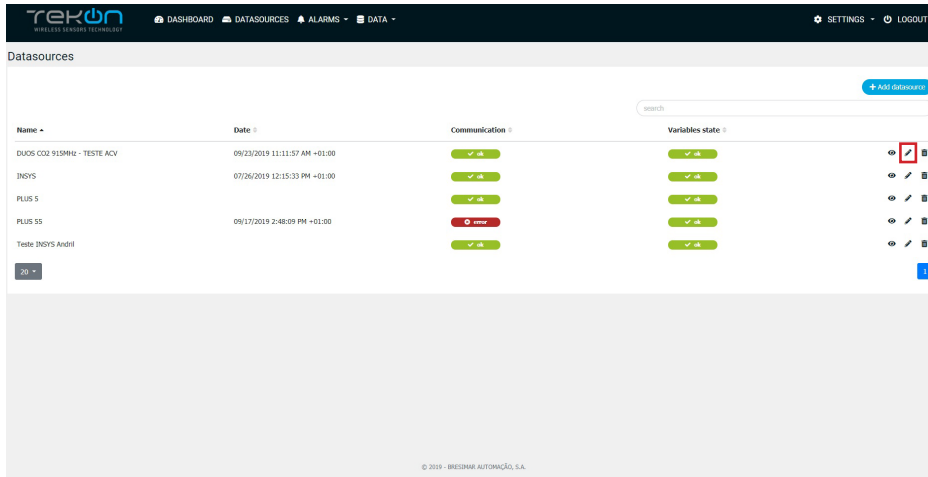 TEKON
WIRELESS SENSORS TECHNOLOGY
DASHBOARD DATASOURCES ALARMS DATA SETTINGS LOGOUT
Datasources
+ Add datasource
search
Name Date Communication Variables state
DUOS CO2 915MHz - TESTE ACV 09/23/2019 11:11:57 AM +01:00 ok ok
INSYS 07/26/2019 12:15:33 PM +01:00 ok ok
PLUS 5 ok ok
PLUS 55 09/17/2019 2:48:09 PM +01:00 error ok
Teste INSYS Andril ok ok
20 1
© 2019 - BRESIMAR AUTOMAÇÃO, S.A.